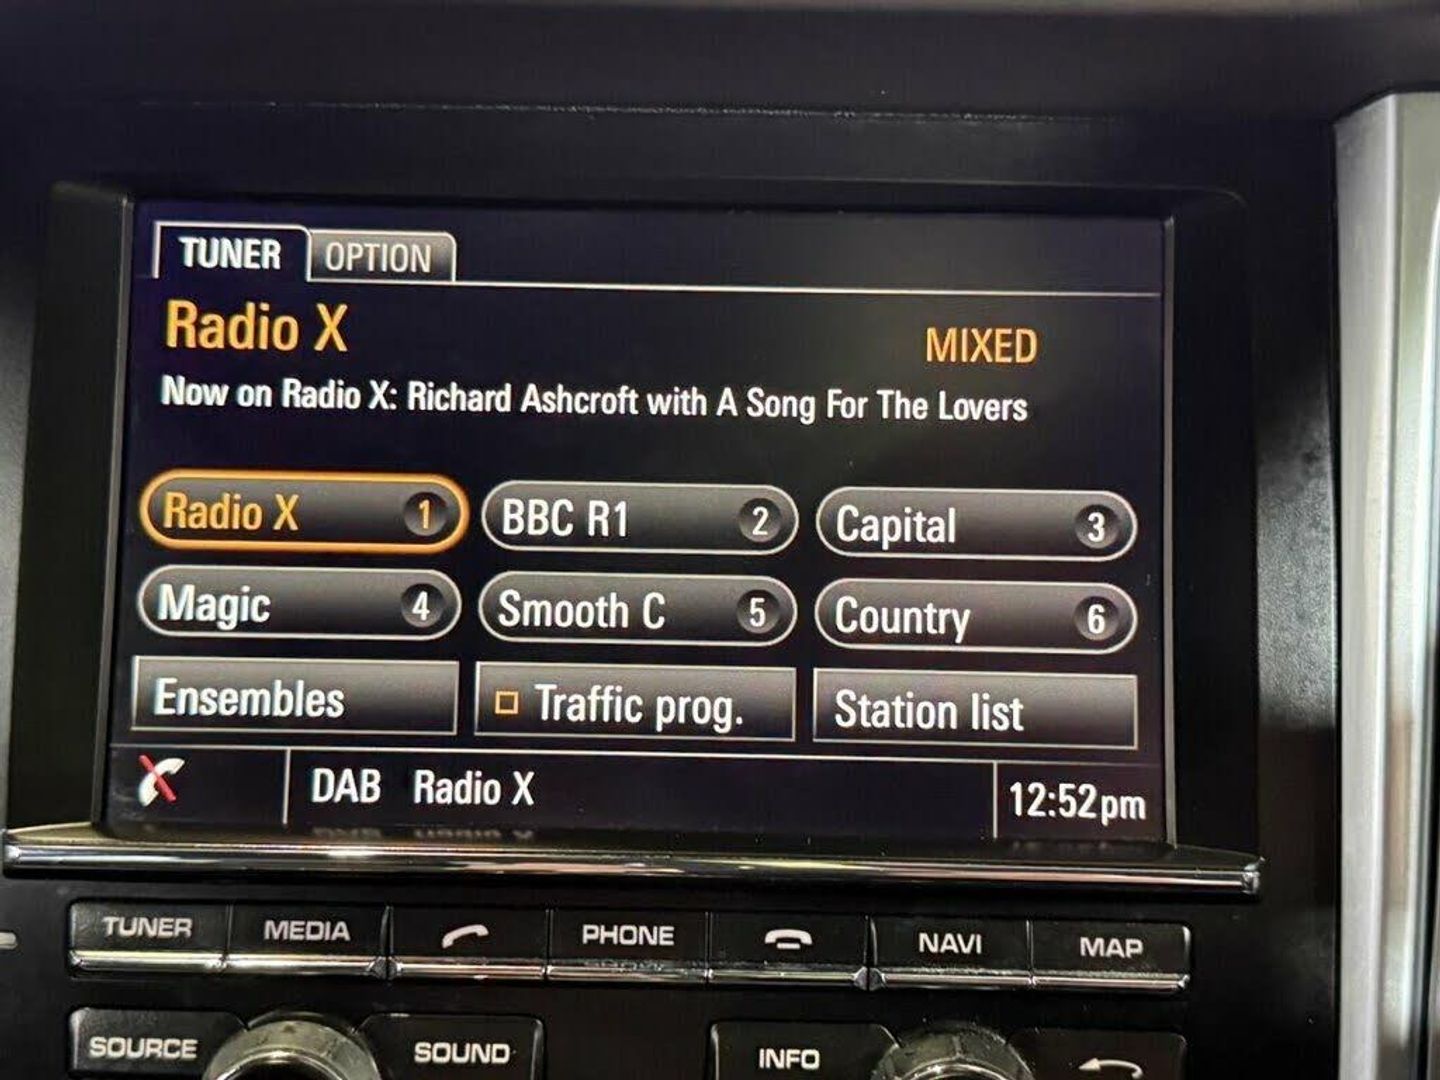 TUNER OPTION
Radio X MIXED
Now on Radio X: Richard Ashcroft with A Song For The Lovers
Radio X 1 BBC R1 2 Capital 3
Magic 4 Smooth C 5 Country 6
Ensembles Traffic prog. Station list
DAB Radio X 12:52pm
TUNER MEDIA PHONE NAVI MAP
SOURCE SOUND INFO